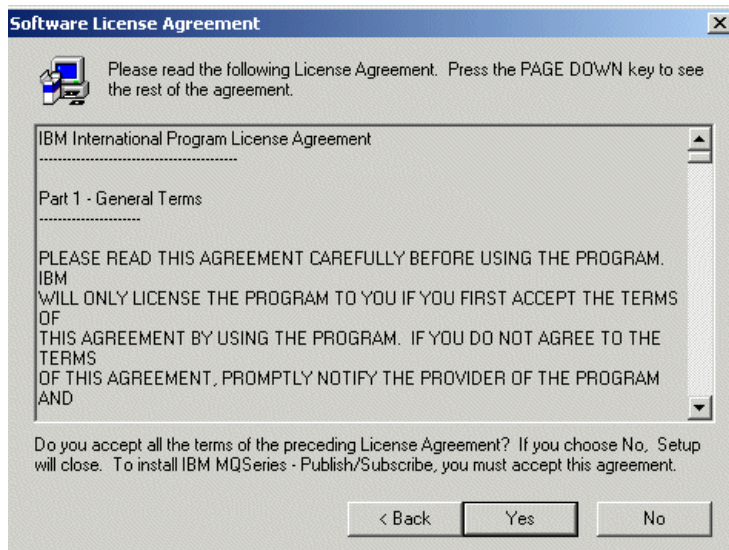 Software License Agreement
Please read the following License Agreement. Press the PAGE DOWN key to see
the rest of the agreement.
IBM International Program License Agreement
-------------------------------------------
Part 1 - General Terms
----------------------
PLEASE READ THIS AGREEMENT CAREFULLY BEFORE USING THE PROGRAM.
IBM
WILL ONLY LICENSE THE PROGRAM TO YOU IF YOU FIRST ACCEPT THE TERMS
OF
THIS AGREEMENT BY USING THE PROGRAM. IF YOU DO NOT AGREE TO THE
TERMS
OF THIS AGREEMENT, PROMPTLY NOTIFY THE PROVIDER OF THE PROGRAM
AND
Do you accept all the terms of the preceding License Agreement? If you choose No, Setup
will close. To install IBM MQSeries - Publish/Subscribe, you must accept this agreement.
< Back Yes No